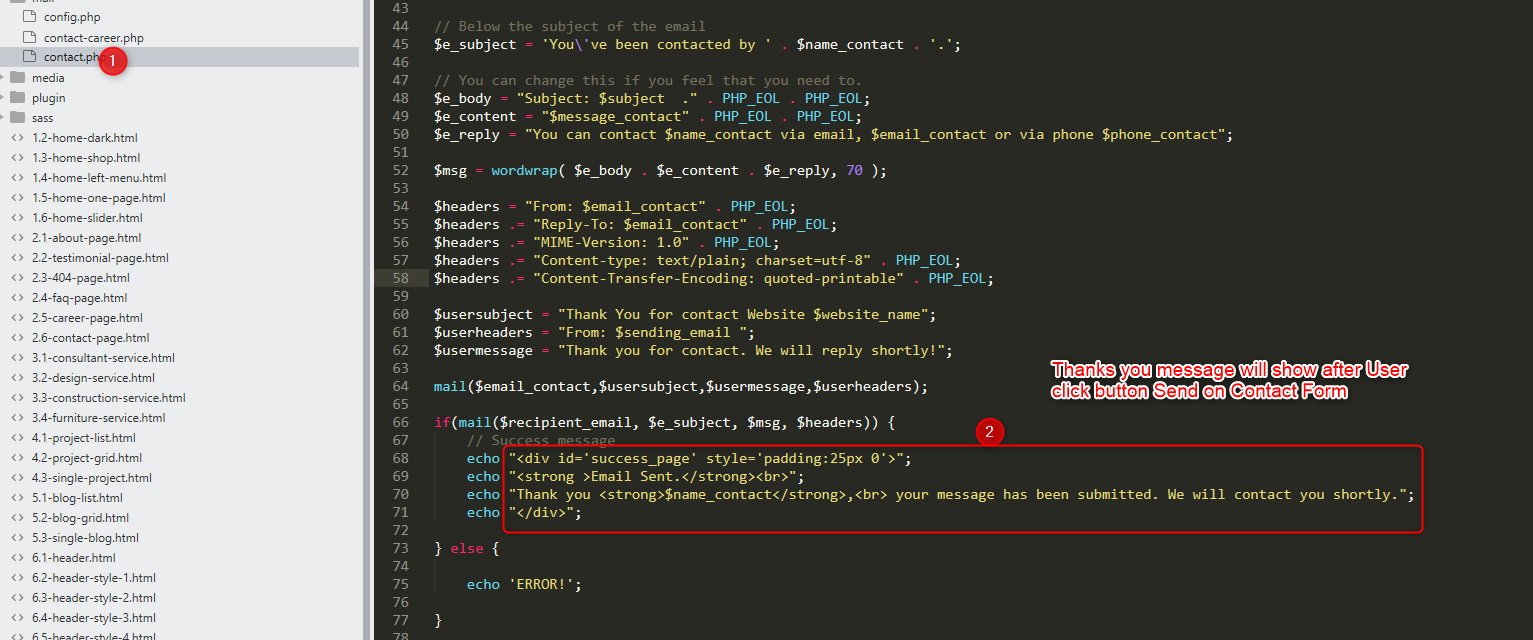 mail
config.php
contact-career.php
contact.php
1
media
plugin
sass
1.2-home-dark.html
1.3-home-shop.html
1.4-home-left-menu.html
1.5-home-one-page.html
1.6-home-slider.html
2.1-about-page.html
2.2-testimonial-page.html
2.3-404-page.html
2.4-faq-page.html
2.5-career-page.html
2.6-contact-page.html
3.1-consultant-service.html
3.2-design-service.html
3.3-construction-service.html
3.4-furniture-service.html
4.1-project-list.html
4.2-project-grid.html
4.3-single-project.html
5.1-blog-list.html
5.2-blog-grid.html
5.3-single-blog.html
6.1-header.html
6.2-header-style-1.html
6.3-header-style-2.html
6.4-header-style-3.html
6.5-header-style-4.html
43
44 // Below the subject of the email
45 $e_subject = 'You\'ve been contacted by ' . $name_contact . '.';
46
47 // You can change this if you feel that you need to.
48 $e_body = "Subject: $subject  ." . PHP_EOL . PHP_EOL;
49 $e_content = "$message_contact" . PHP_EOL . PHP_EOL;
50 $e_reply = "You can contact $name_contact via email, $email_contact or via phone $phone_contact";
51
52 $msg = wordwrap( $e_body . $e_content . $e_reply, 70 );
53
54 $headers = "From: $email_contact" . PHP_EOL;
55 $headers .= "Reply-To: $email_contact" . PHP_EOL;
56 $headers .= "MIME-Version: 1.0" . PHP_EOL;
57 $headers .= "Content-type: text/plain; charset=utf-8" . PHP_EOL;
58 $headers .= "Content-Transfer-Encoding: quoted-printable" . PHP_EOL;
59
60 $usersubject = "Thank You for contact Website $website_name";
61 $userheaders = "From: $sending_email ";
62 $usermessage = "Thank you for contact. We will reply shortly!";
63
64 mail($email_contact,$usersubject,$usermessage,$userheaders);
65
66 if(mail($recipient_email, $e_subject, $msg, $headers)) {
67 // Success message
68 echo "<div id='success_page' style='padding:25px 0'>";
69 echo "<strong >Email Sent.</strong><br>";
70 echo "Thank you <strong>$name_contact</strong>,<br> your message has been submitted. We will contact you shortly.";
71 echo "</div>";
72
73 } else {
74
75 echo 'ERROR!';
76
77 }
78
Thanks you message will show after User
click button Send on Contact Form
2